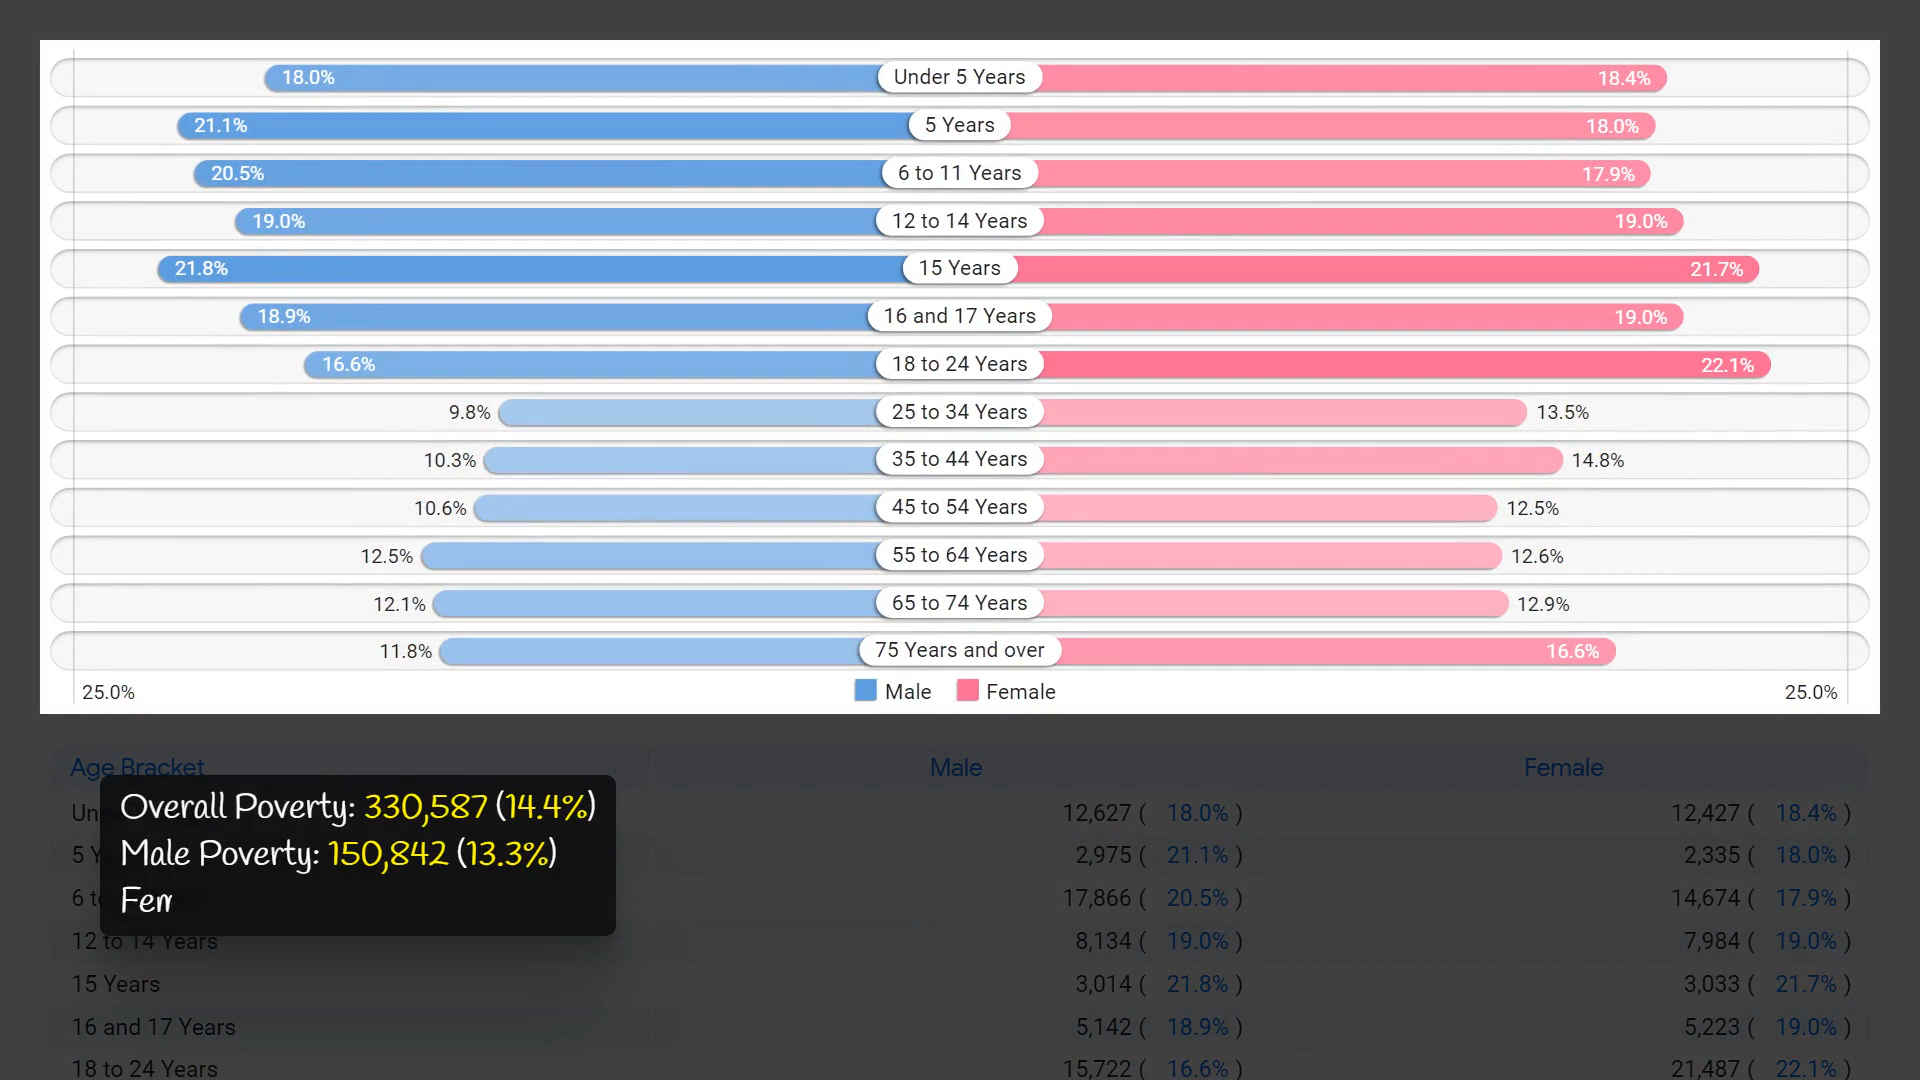 18.0% Under 5 Years 18.4%
21.1% 5 Years 18.0%
20.5% 6 to 11 Years 17.9%
19.0% 12 to 14 Years 19.0%
21.8% 15 Years 21.7%
18.9% 16 and 17 Years 19.0%
16.6% 18 to 24 Years 22.1%
9.8% 25 to 34 Years 13.5%
10.3% 35 to 44 Years 14.8%
10.6% 45 to 54 Years 12.5%
12.5% 55 to 64 Years 12.6%
12.1% 65 to 74 Years 12.9%
11.8% 75 Years and over 16.6%
25.0% Male Female 25.0%
Age Bracket Male Female
Overall Poverty: 330,587 (14.4%)
Male Poverty: 150,842 (13.3%)
Fem
12,627 ( 18.0% ) 12,427 ( 18.4% )
2,975 ( 21.1% ) 2,335 ( 18.0% )
17,866 ( 20.5% ) 14,674 ( 17.9% )
12 to 14 Years 8,134 ( 19.0% ) 7,984 ( 19.0% )
15 Years 3,014 ( 21.8% ) 3,033 ( 21.7% )
16 and 17 Years 5,142 ( 18.9% ) 5,223 ( 19.0% )
18 to 24 Years 15,722 ( 16.6% ) 21,487 ( 22.1% )